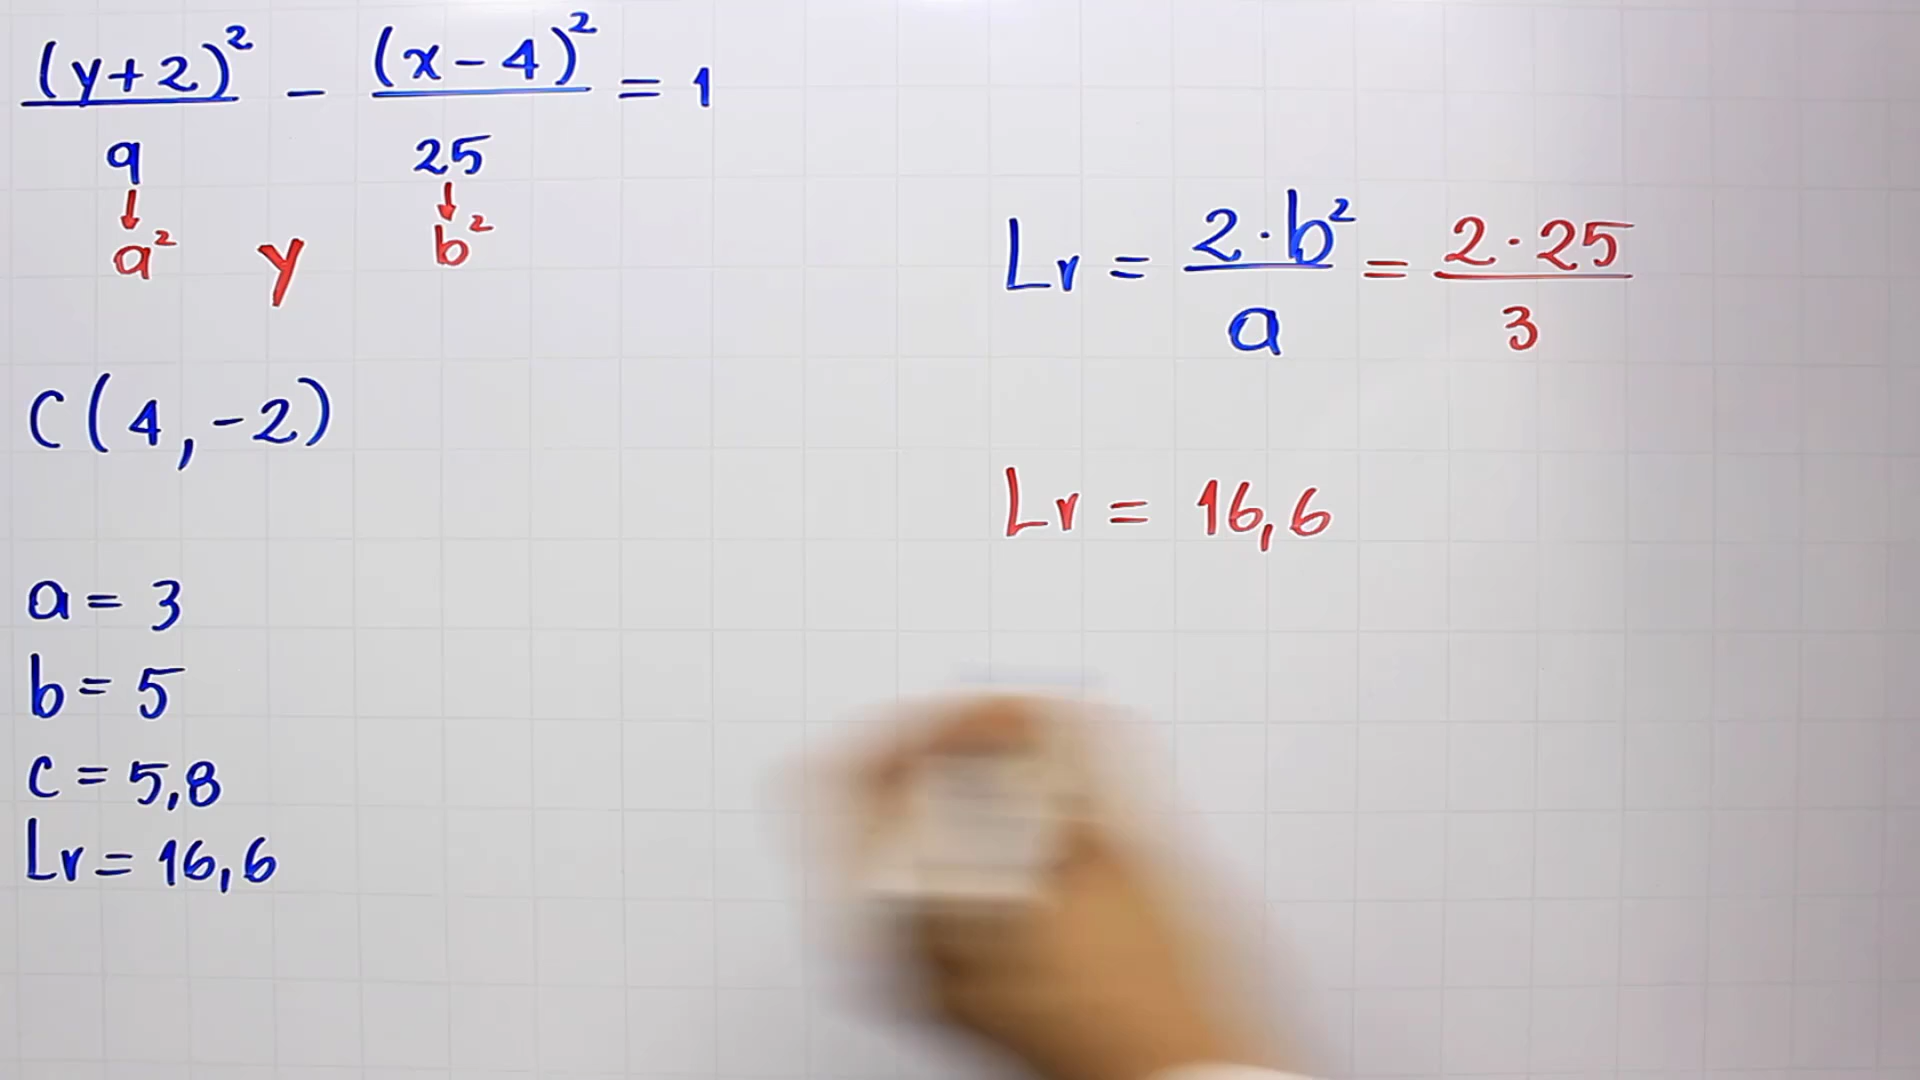 (y+2)² / 9 - (x-4)² / 25 = 1
↓ a² y ↓ b²
C(4,-2)
a = 3
b = 5
c = 5,8
Lr = 16,6
Lr = 2·b² / a = 2·25 / 3
Lr = 16,6